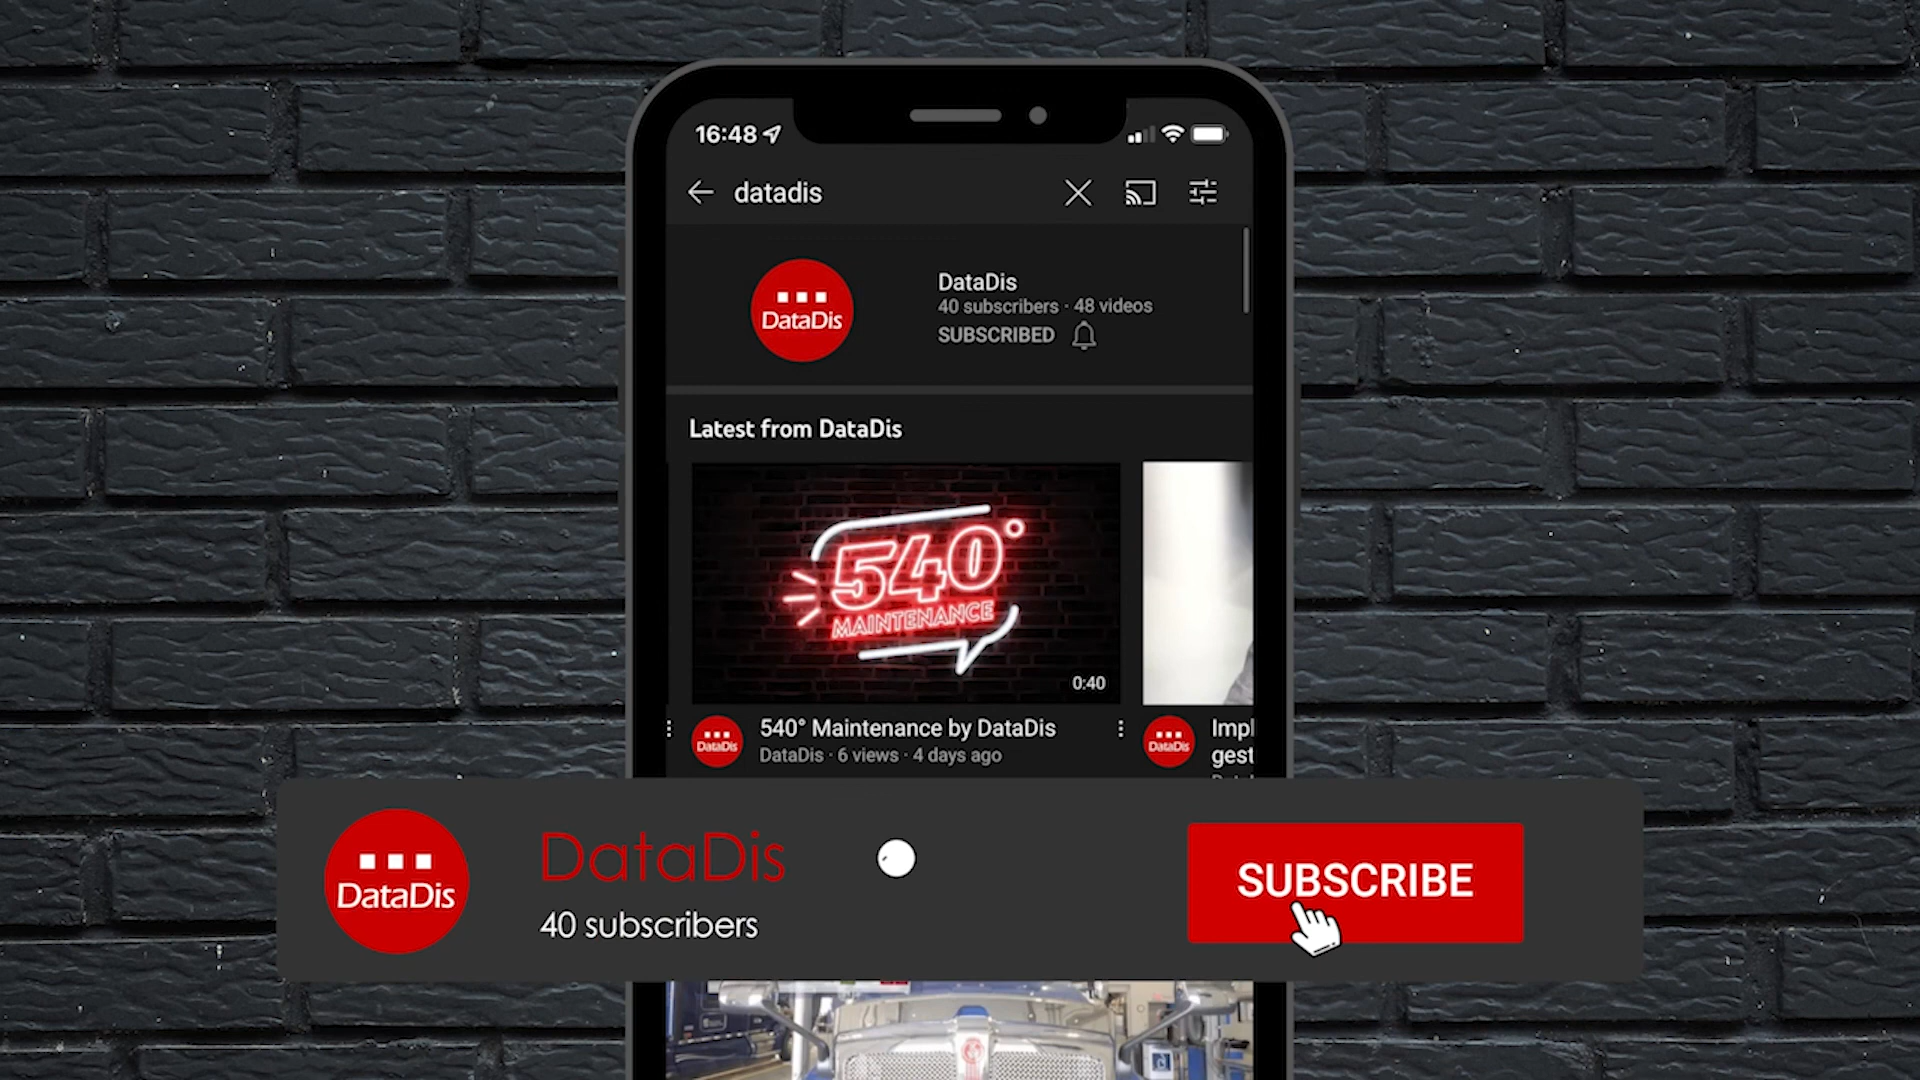 16:48
datadis
DataDis
DataDis
40 subscribers · 48 videos
SUBSCRIBED
Latest from DataDis
540°
MAINTENANCE
0:40
DataDis
540° Maintenance by DataDis
DataDis · 6 views · 4 days ago
DataDis
Impl
gest
DataDis
DataDis
40 subscribers
SUBSCRIBE